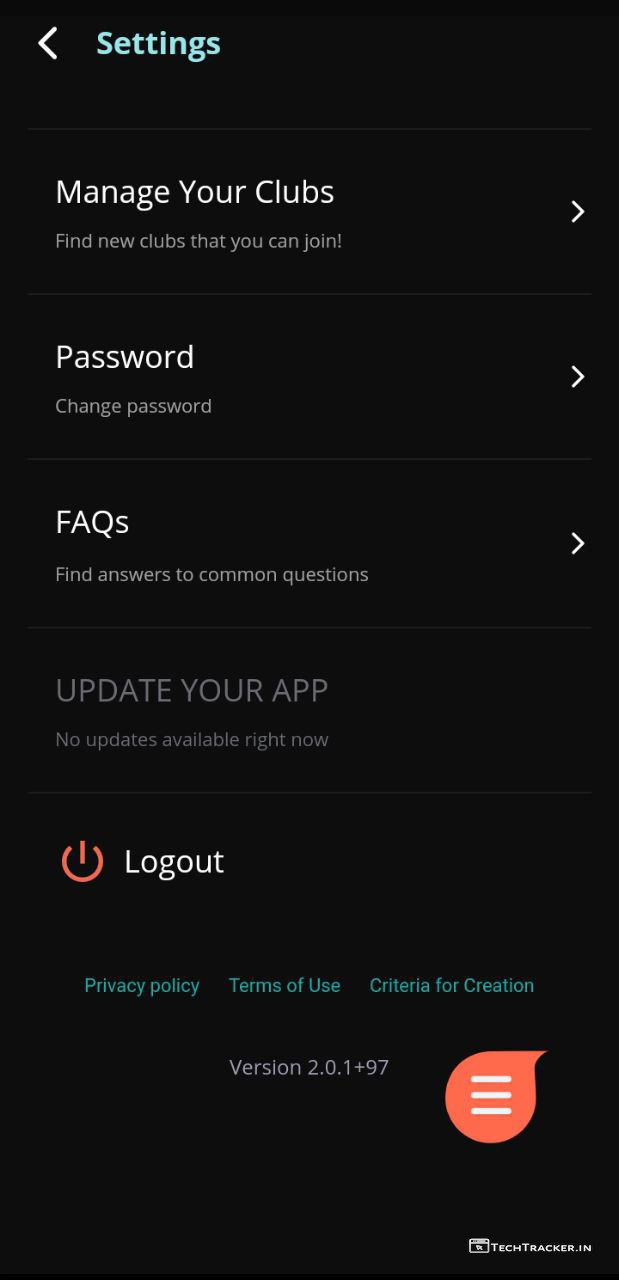 Settings
Manage Your Clubs
Find new clubs that you can join!
Password
Change password
FAQs
Find answers to common questions
UPDATE YOUR APP
No updates available right now
Logout
Privacy policy Terms of Use Criteria for Creation
Version 2.0.1+97
TECHTRACKER.IN